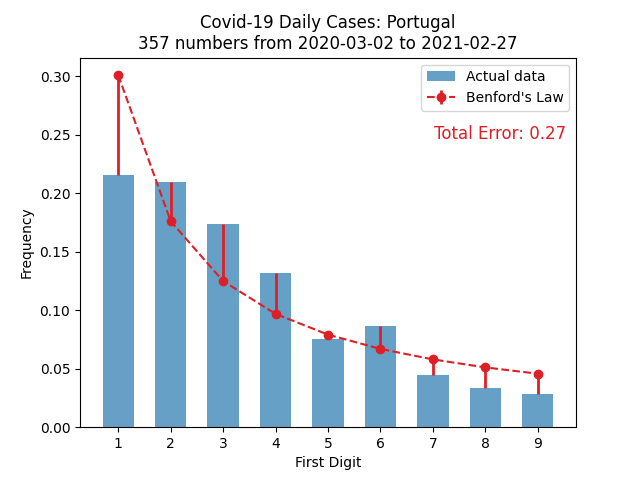 Covid-19 Daily Cases: Portugal
357 numbers from 2020-03-02 to 2021-02-27
Actual data
Benford's Law
Total Error: 0.27
Frequency
0.30
0.25
0.20
0.15
0.10
0.05
0.00
1 2 3 4 5 6 7 8 9
First Digit